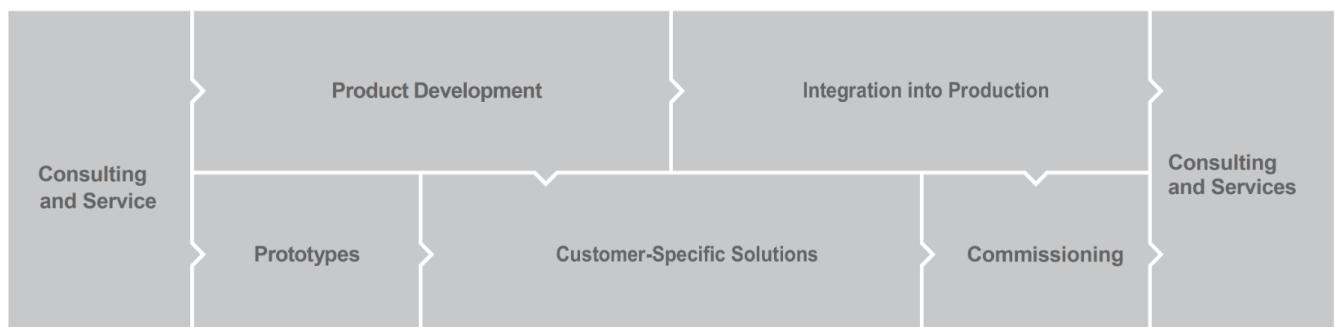 Consulting
and Service
Product Development
Integration into Production
Prototypes
Customer-Specific Solutions
Commissioning
Consulting
and Services